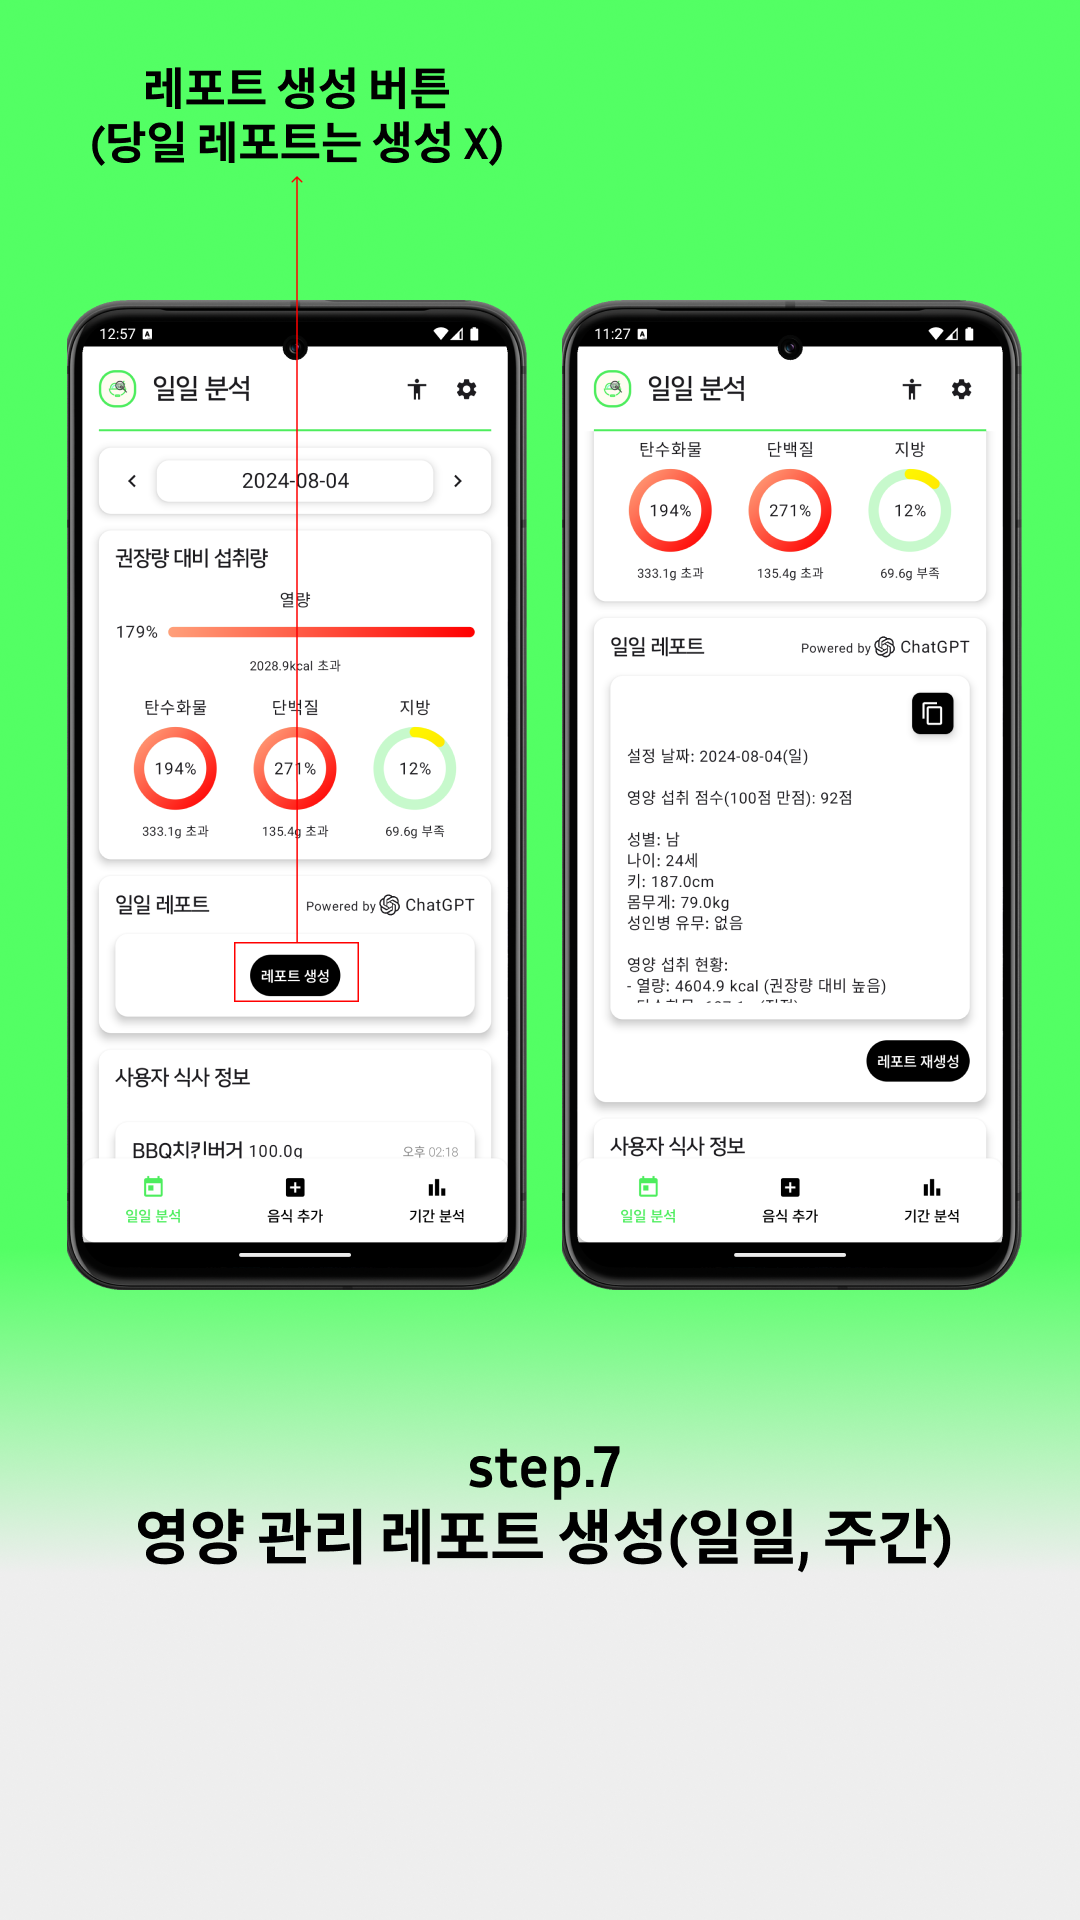 레포트 생성 버튼
(당일 레포트는 생성 X)
12:57
일일 분석
2024-08-04
권장량 대비 섭취량
열량
179%
2028.9kcal 초과
탄수화물 단백질 지방
194% 271% 12%
333.1g 초과 135.4g 초과 69.6g 부족
일일 레포트 Powered by ChatGPT
레포트 생성
사용자 식사 정보
BBQ치킨버거 100.0g 오후 02:18
일일 분석 음식 추가 기간 분석
11:27
일일 분석
탄수화물 단백질 지방
194% 271% 12%
333.1g 초과 135.4g 초과 69.6g 부족
일일 레포트 Powered by ChatGPT
설정 날짜: 2024-08-04(일)
영양 섭취 점수(100점 만점): 92점
성별: 남
나이: 24세
키: 187.0cm
몸무게: 79.0kg
성인병 유무: 없음
영양 섭취 현황:
- 열량: 4604.9 kcal (권장량 대비 높음)
레포트 재생성
사용자 식사 정보
일일 분석 음식 추가 기간 분석
step.7
영양 관리 레포트 생성(일일, 주간)